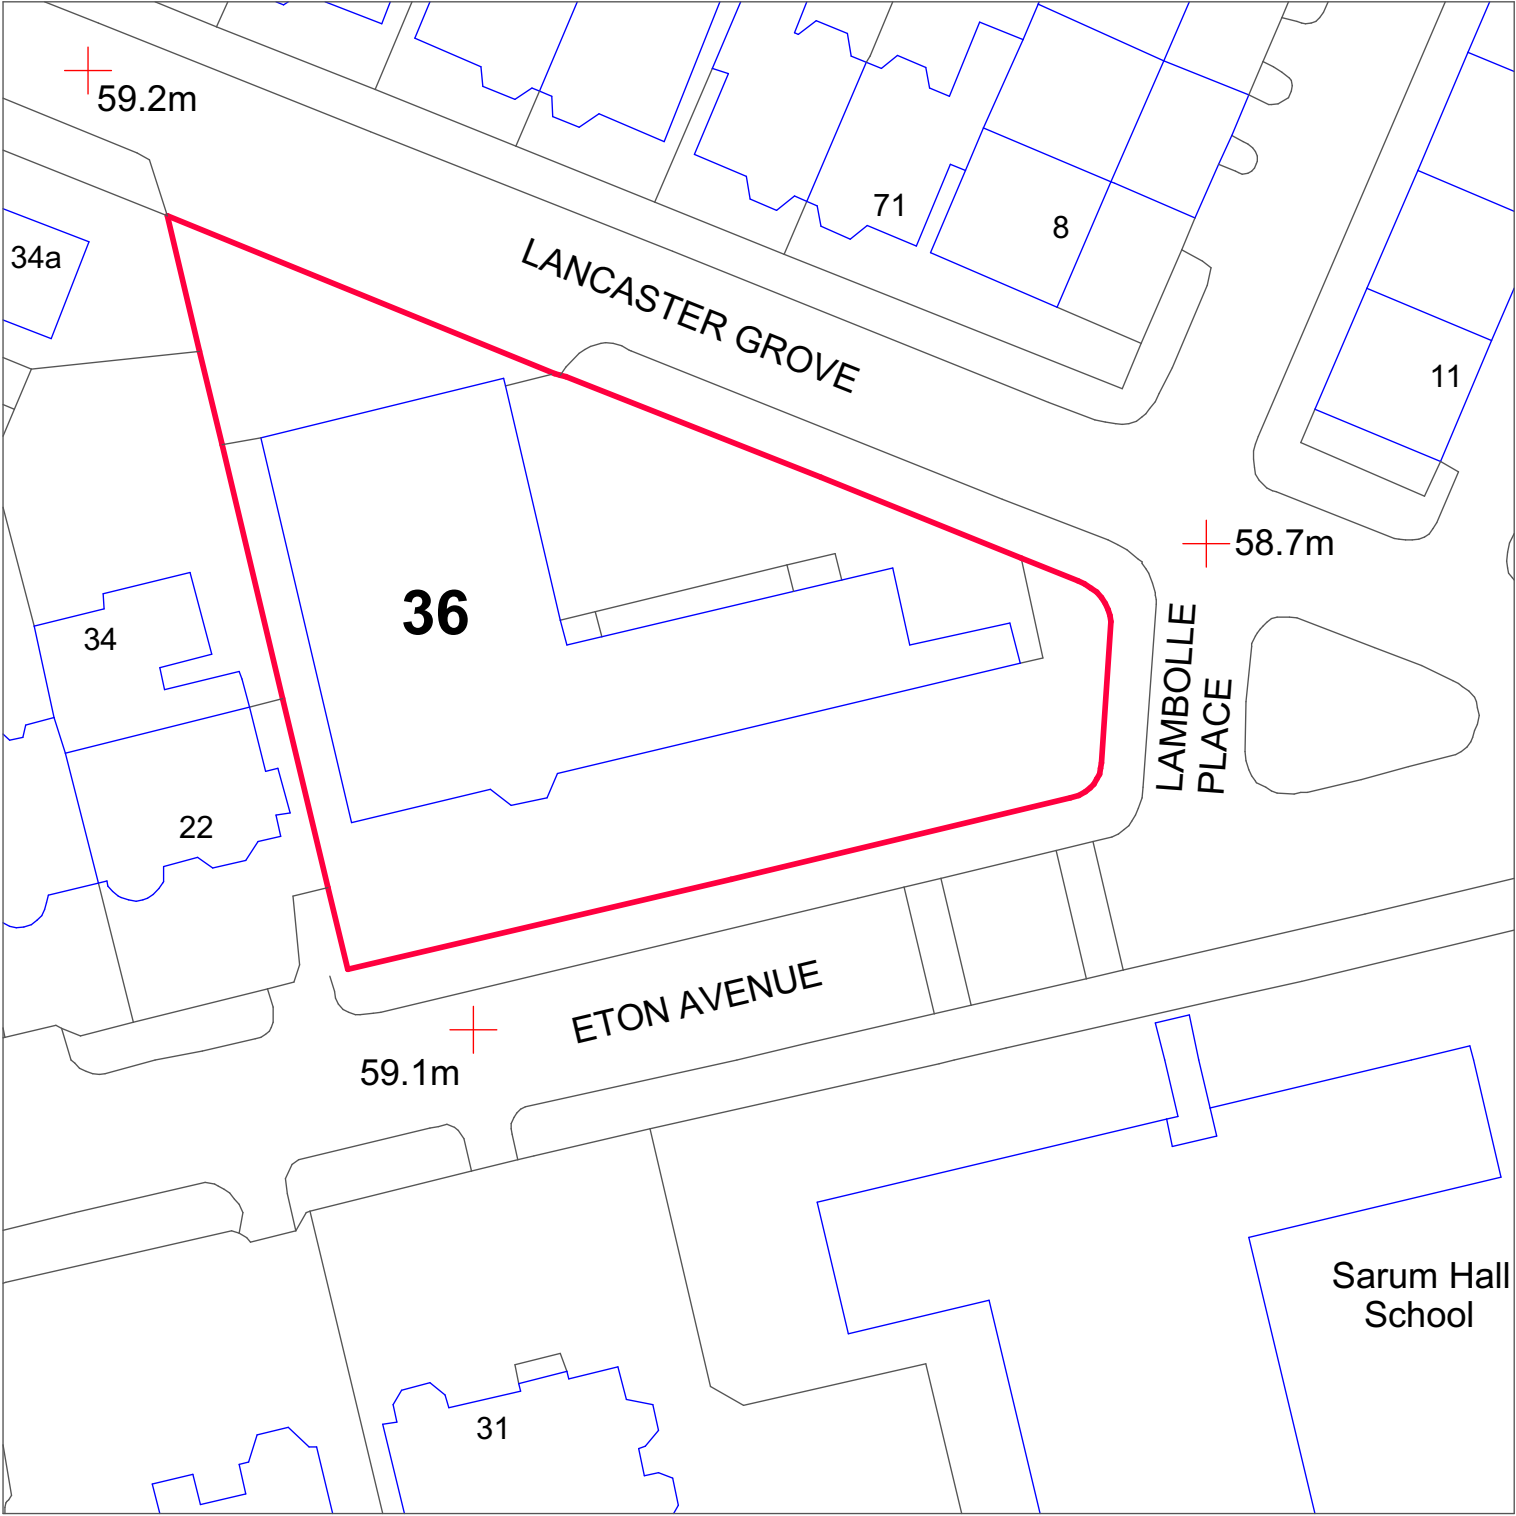 59.2m
71
8
34a
LANCASTER GROVE
11
58.7m
36
34
LAMBOLLE
PLACE
22
ETON AVENUE
59.1m
Sarum Hall
School
31